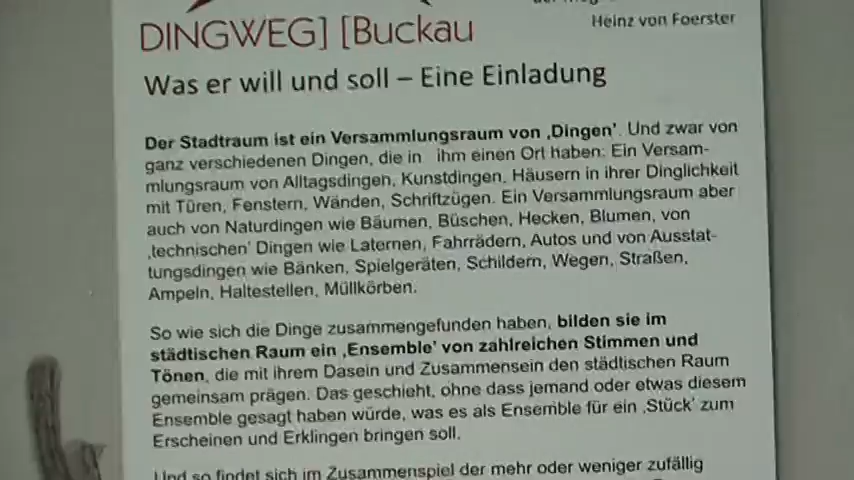 Heinz von Foerster
DINGWEG] [Buckau
Was er will und soll – Eine Einladung
Der Stadtraum ist ein Versammlungsraum von ‚Dingen'. Und zwar von
ganz verschiedenen Dingen, die in ihm einen Ort haben: Ein Versam-
mlungsraum von Alltagsdingen, Kunstdingen, Häusern in ihrer Dinglichkeit
mit Türen, Fenstern, Wänden, Schriftzügen. Ein Versammlungsraum aber
auch von Naturdingen wie Bäumen, Büschen, Hecken, Blumen, von
‚technischen' Dingen wie Laternen, Fahrrädern, Autos und von Ausstat-
tungsdingen wie Bänken, Spielgeräten, Schildern, Wegen, Straßen,
Ampeln, Haltestellen, Müllkörben.
So wie sich die Dinge zusammengefunden haben, bilden sie im
städtischen Raum ein ‚Ensemble' von zahlreichen Stimmen und
Tönen, die mit ihrem Dasein und Zusammensein den städtischen Raum
gemeinsam prägen. Das geschieht, ohne dass jemand oder etwas diesem
Ensemble gesagt haben würde, was es als Ensemble für ein ‚Stück' zum
Erscheinen und Erklingen bringen soll.
Und so findet sich im Zusammenspiel der mehr oder weniger zufällig